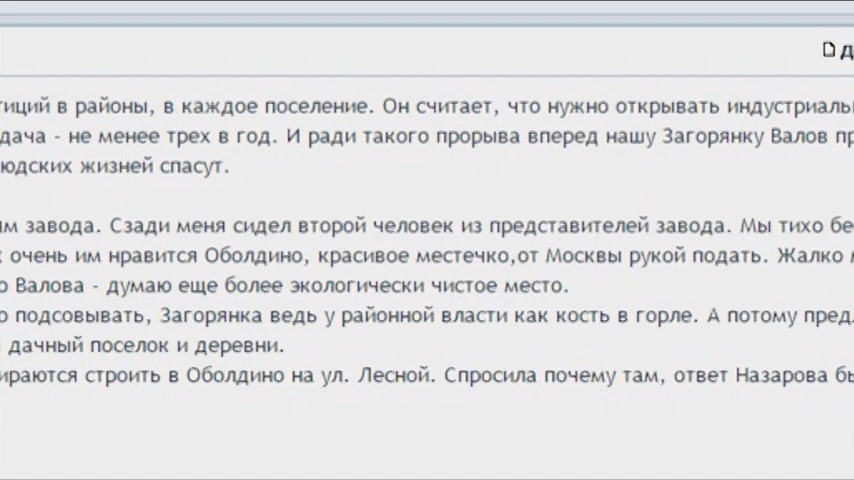 Д
тиций в районы, в каждое поселение. Он считает, что нужно открывать индустриаль
дача - не менее трех в год. И ради такого прорыва вперед нашу Загорянку Валов пр
юдских жизней спасут.
ям завода. Сзади меня сидел второй человек из представителей завода. Мы тихо бе
к очень им нравится Оболдино, красивое местечко,от Москвы рукой подать. Жалко м
о Валова - думаю еще более экологически чистое место.
о подсовывать, Загорянка ведь у районной власти как кость в горле. А потому пред
и дачный поселок и деревни.
ираются строить в Оболдино на ул. Лесной. Спросила почему там, ответ Назарова бы